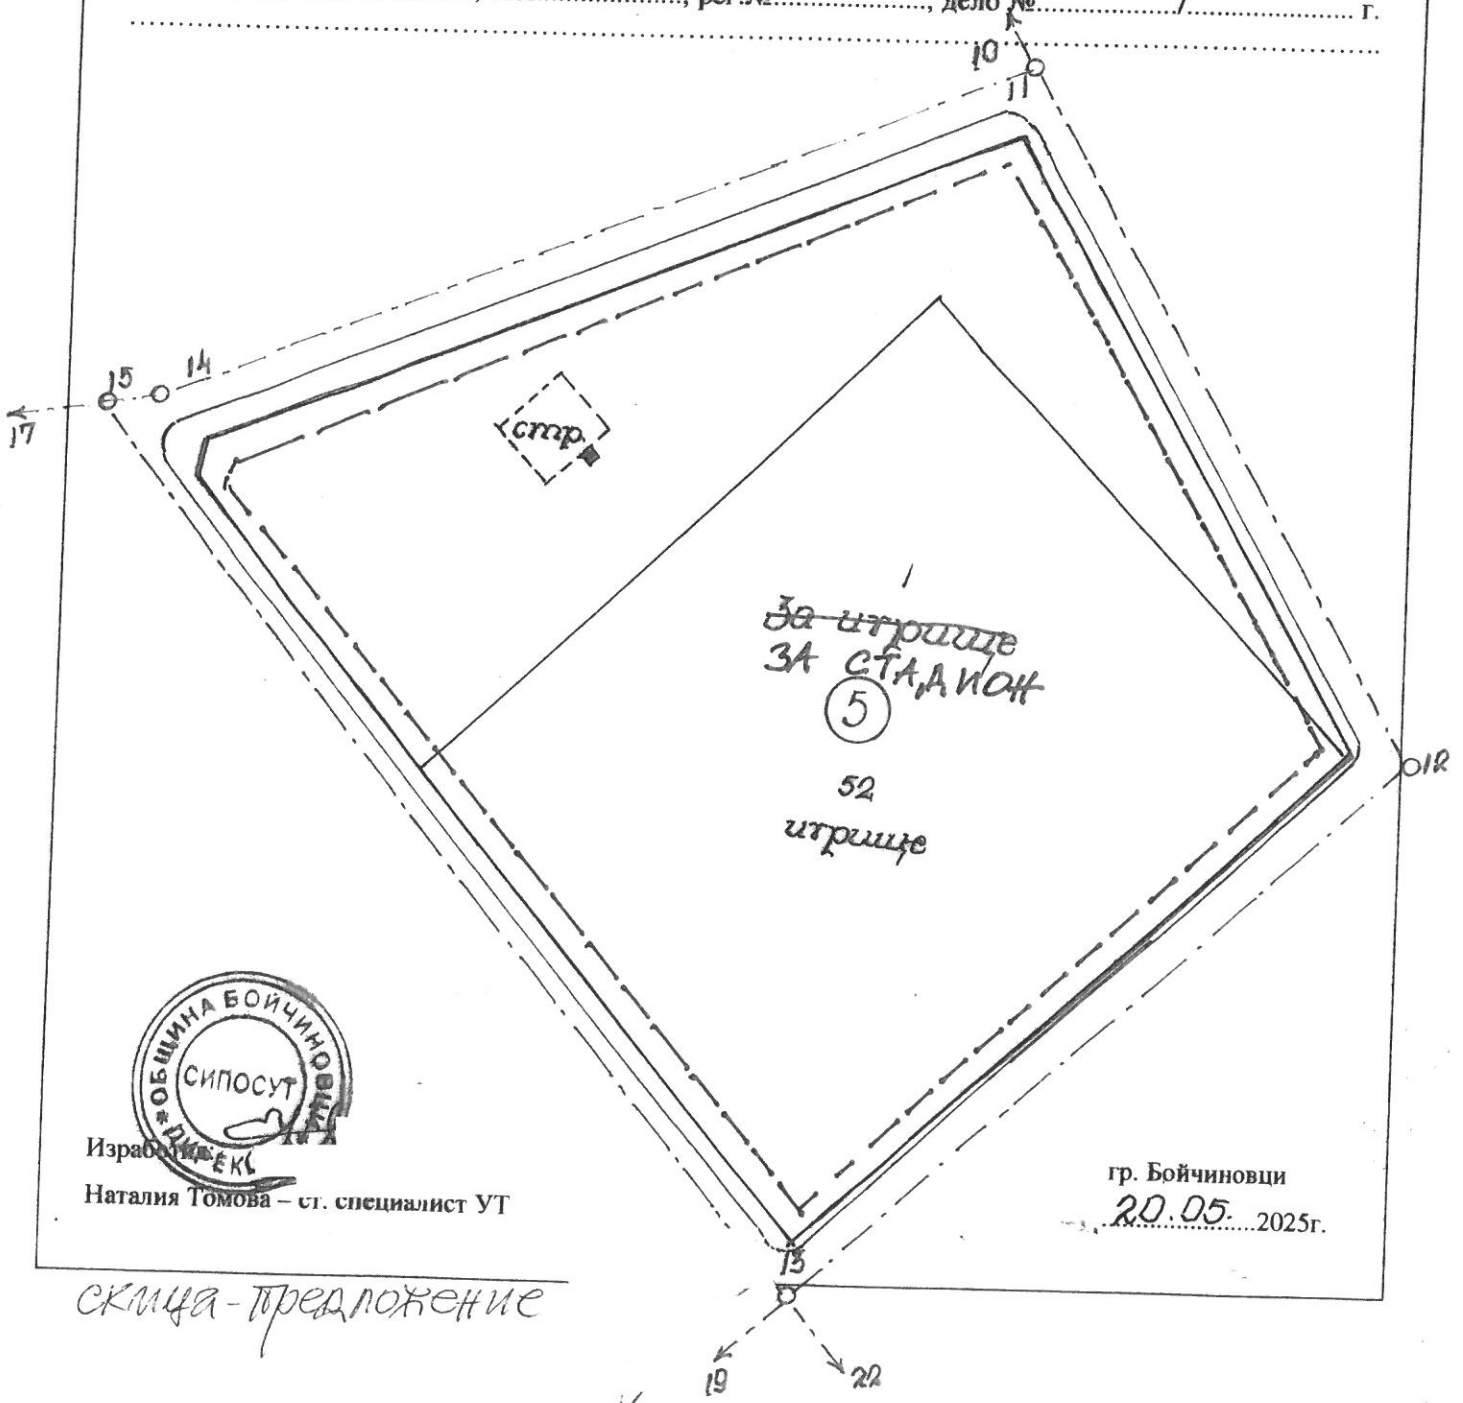 , рег.№............................, дело №........................../.............................. г.
10
11
14
15
17
стр.
За игрище
ЗА СТАДИОН
5
52
игрище
12
*ОБЩИНА БОЙЧИНОВЦИ
СИПОСУТ
Изработил:
Наталия Томова – ст. специалист УТ
гр. Бойчиновци
20.05. 2025г.
13
скица-предложение
19
22